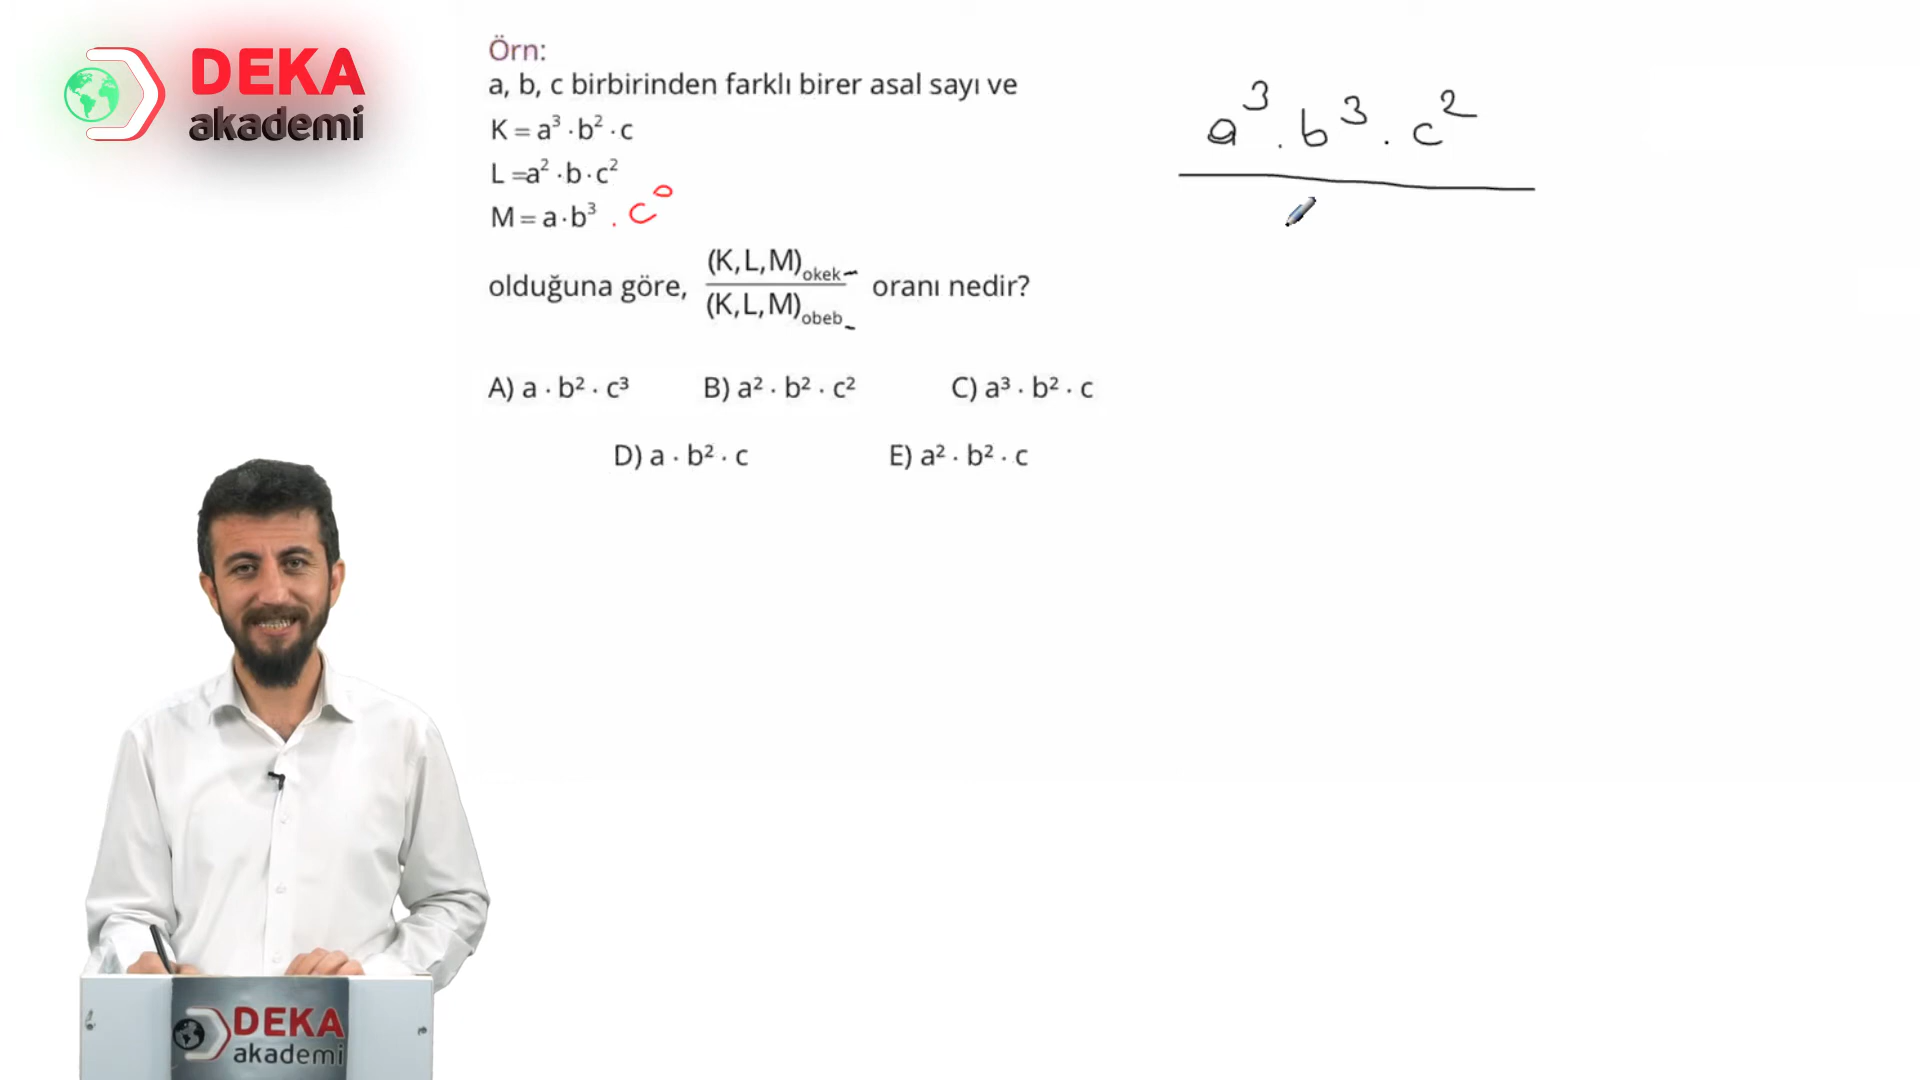 DEKA
akademi
Örn:
a, b, c birbirinden farklı birer asal sayı ve
K = a³ · b² · c
L = a² · b · c²
M = a · b³ . c⁰
olduğuna göre, (K,L,M)okek / (K,L,M)obeb oranı nedir?
A) a · b² · c³ B) a² · b² · c² C) a³ · b² · c
D) a · b² · c E) a² · b² · c
a³ . b³ . c²
DEKA
akademi